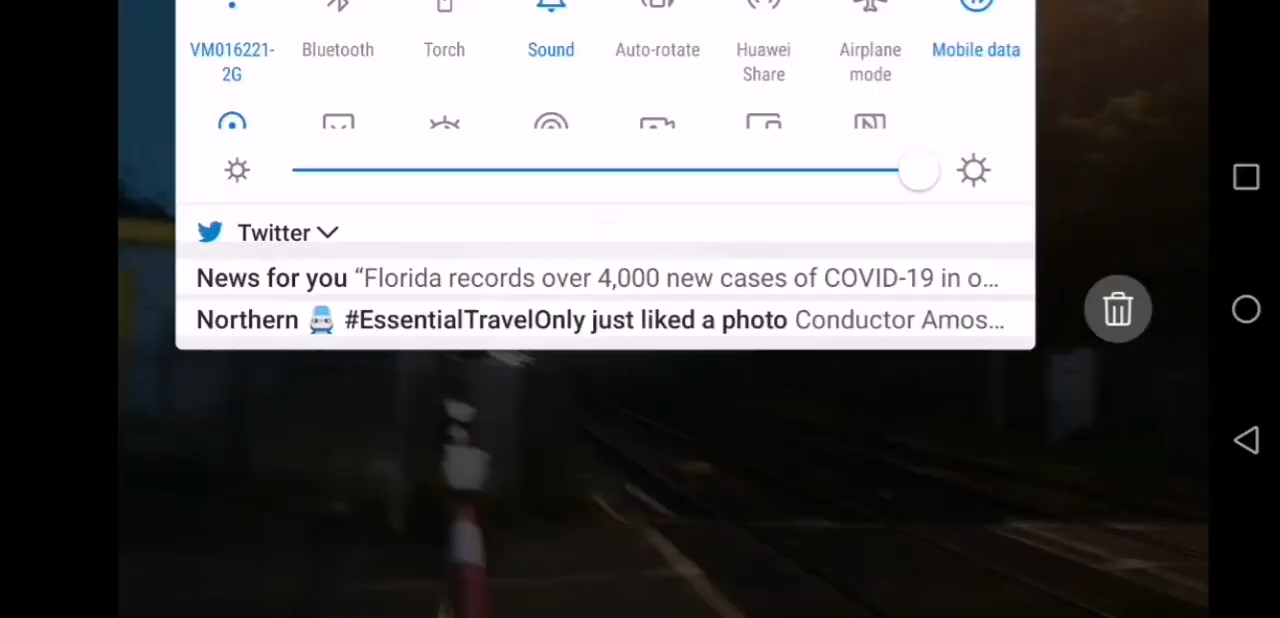 VM016221-2G Bluetooth Torch Sound Auto-rotate Huawei Share Airplane mode Mobile data
Twitter
News for you “Florida records over 4,000 new cases of COVID-19 in o...
Northern 🚊 #EssentialTravelOnly just liked a photo Conductor Amos...